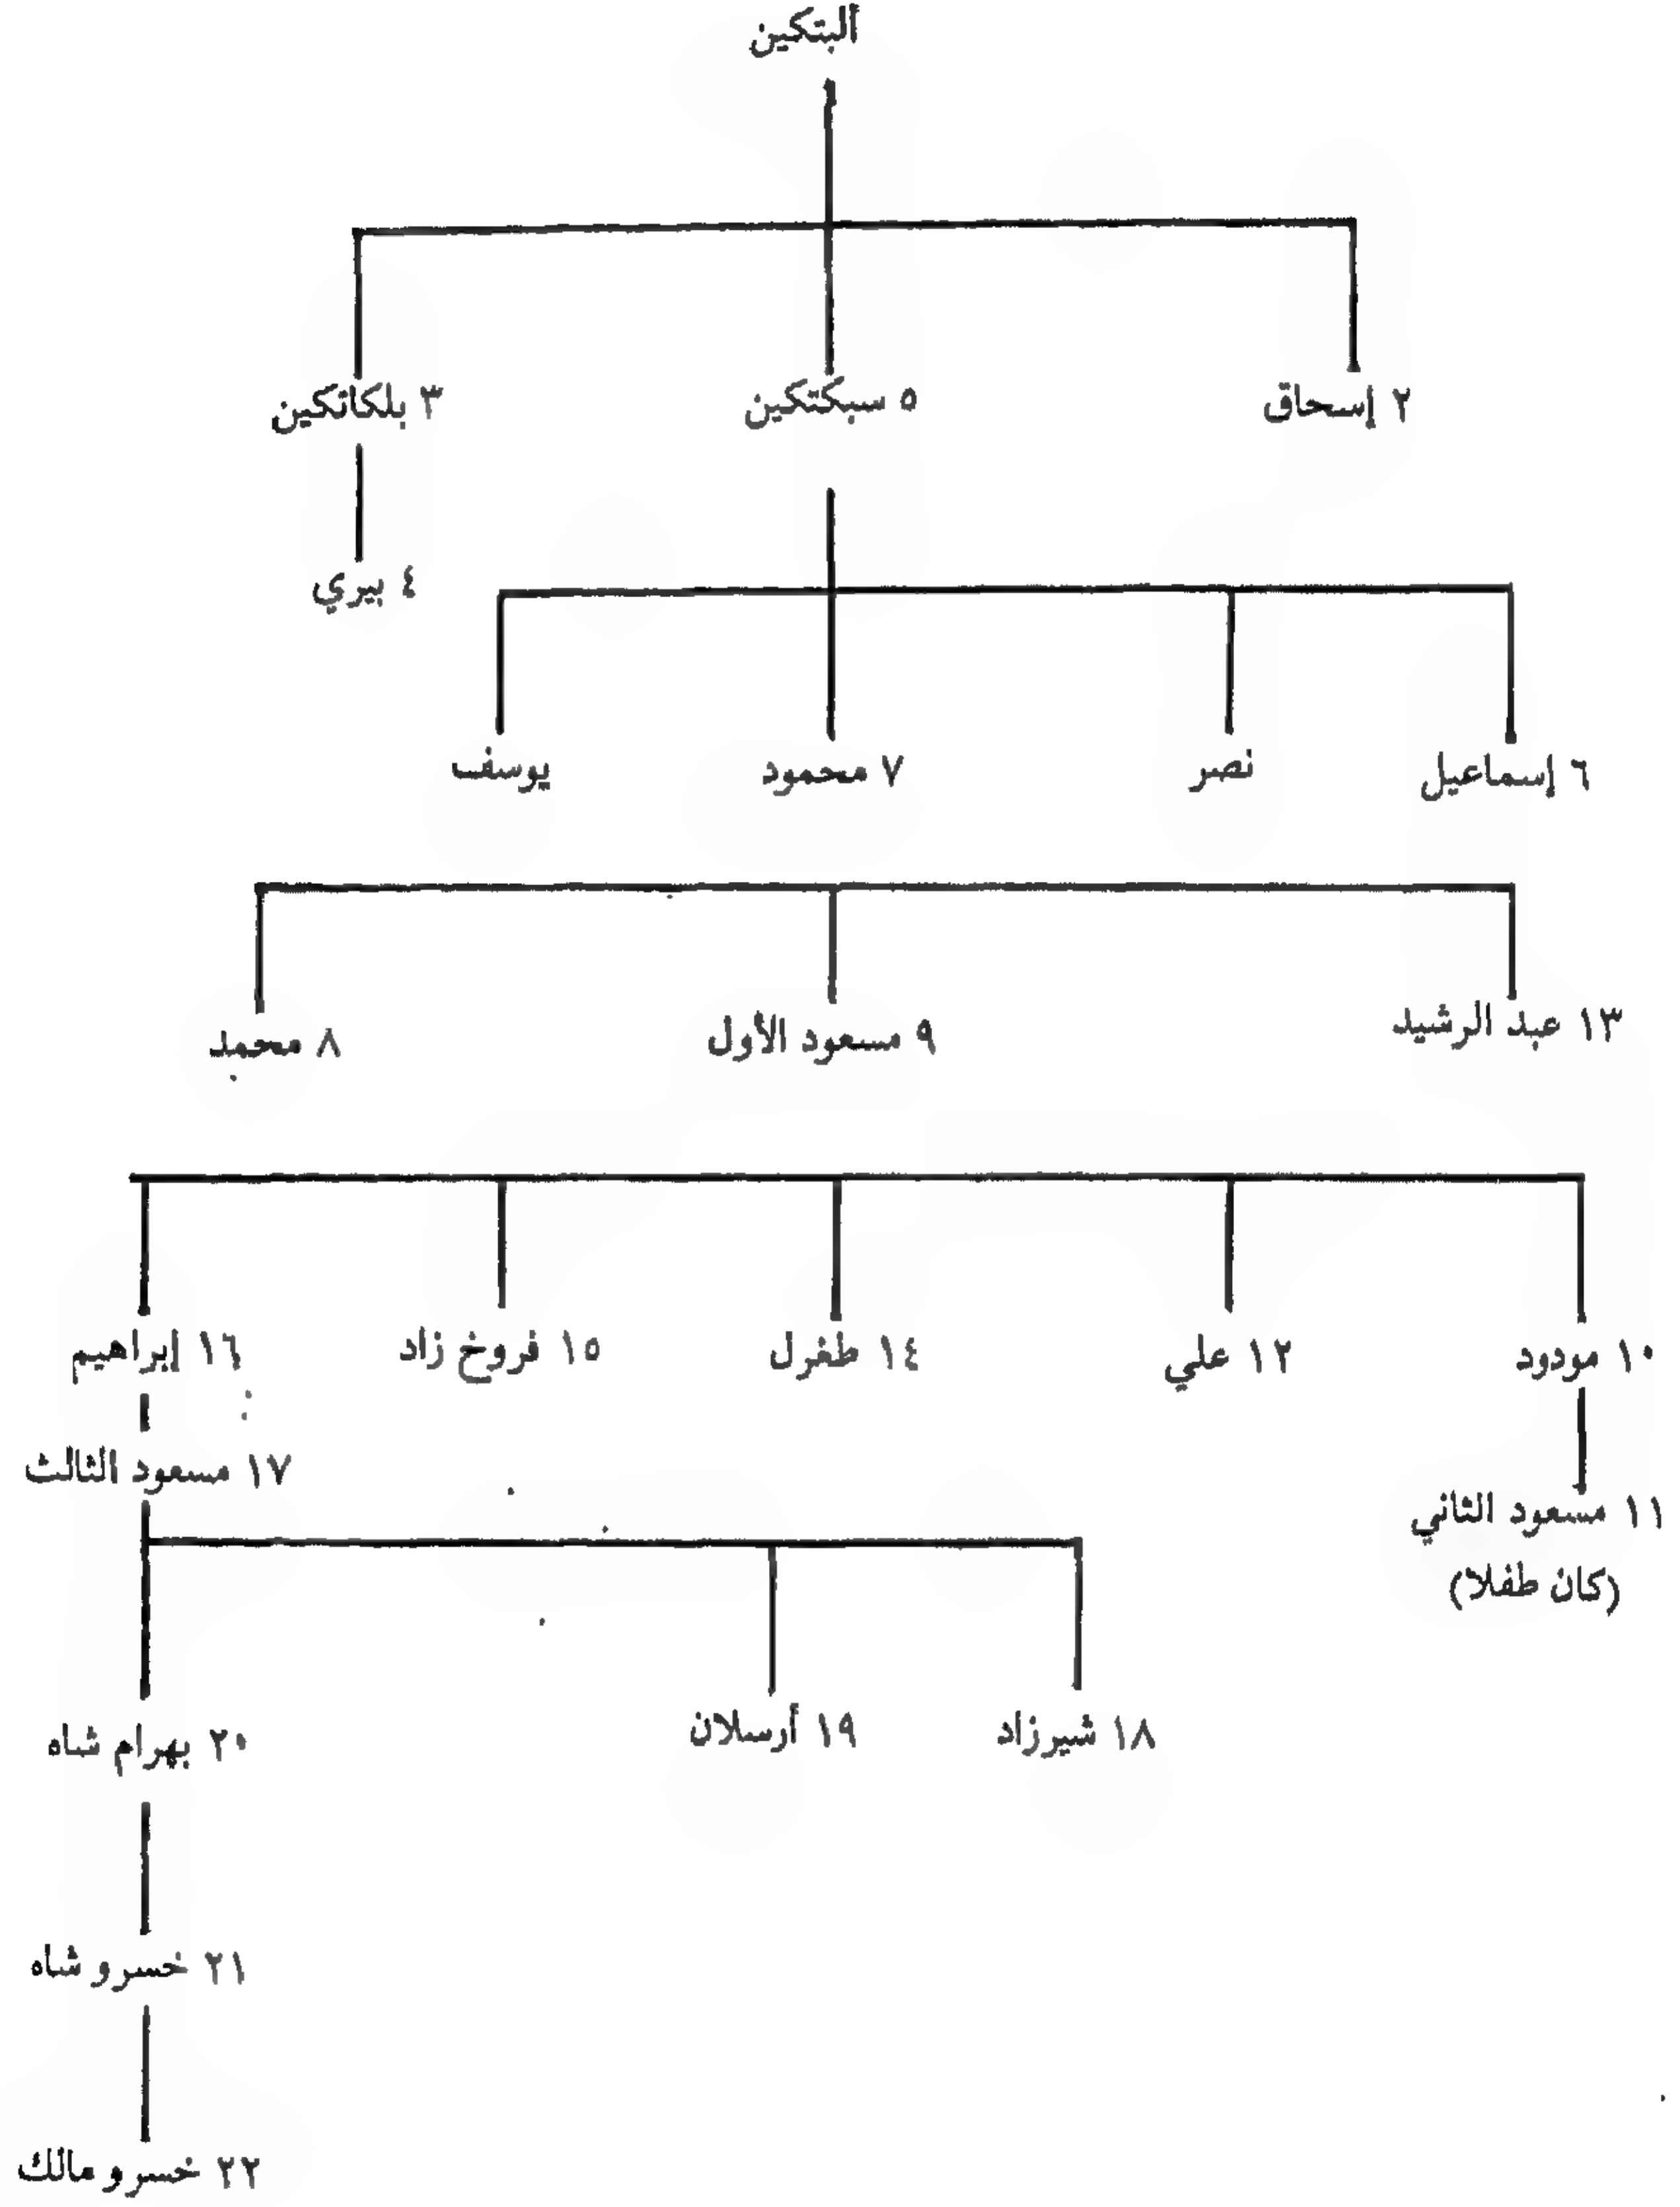 ألبتكين
٢ إسحاق
٥ سبكتكين
٣ بلكاتكين
٤ بيري
٦ إسماعيل
نصر
٧ محمود
يوسف
١٣ عبد الرشيد
٩ مسعود الأول
٨ محمد
١٠ مودود
١٢ علي
١٤ طغرل
١٥ فروخ زاد
١٦ إبراهيم
١٧ مسعود الثالث
١١ مسعود الثاني
(كان طفلا)
١٨ شيرزاد
١٩ أرسلان
٢٠ بهرام شاه
٢١ خسرو شاه
٢٢ خسرو مالك